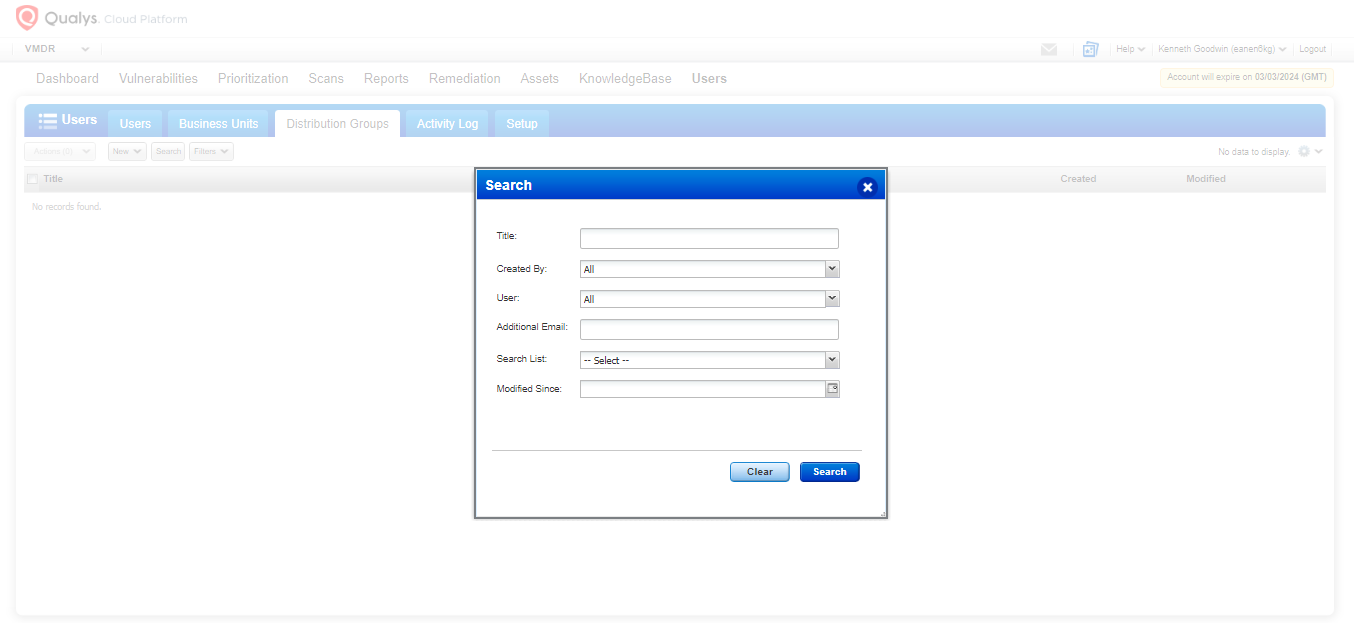 Qualys. Cloud Platform
VMDR
Help
Kenneth Goodwin (eanen8kg)
Logout
Dashboard Vulnerabilities Prioritization Scans Reports Remediation Assets KnowledgeBase Users
Account will expire on 03/03/2024 (GMT)
Users
Users Business Units Distribution Groups Activity Log Setup
Actions (0) New Search Filters
No data to display.
Title Created Modified
No records found.
Search
Title:
Created By: All
User: All
Additional Email:
Search List: -- Select --
Modified Since:
Clear Search